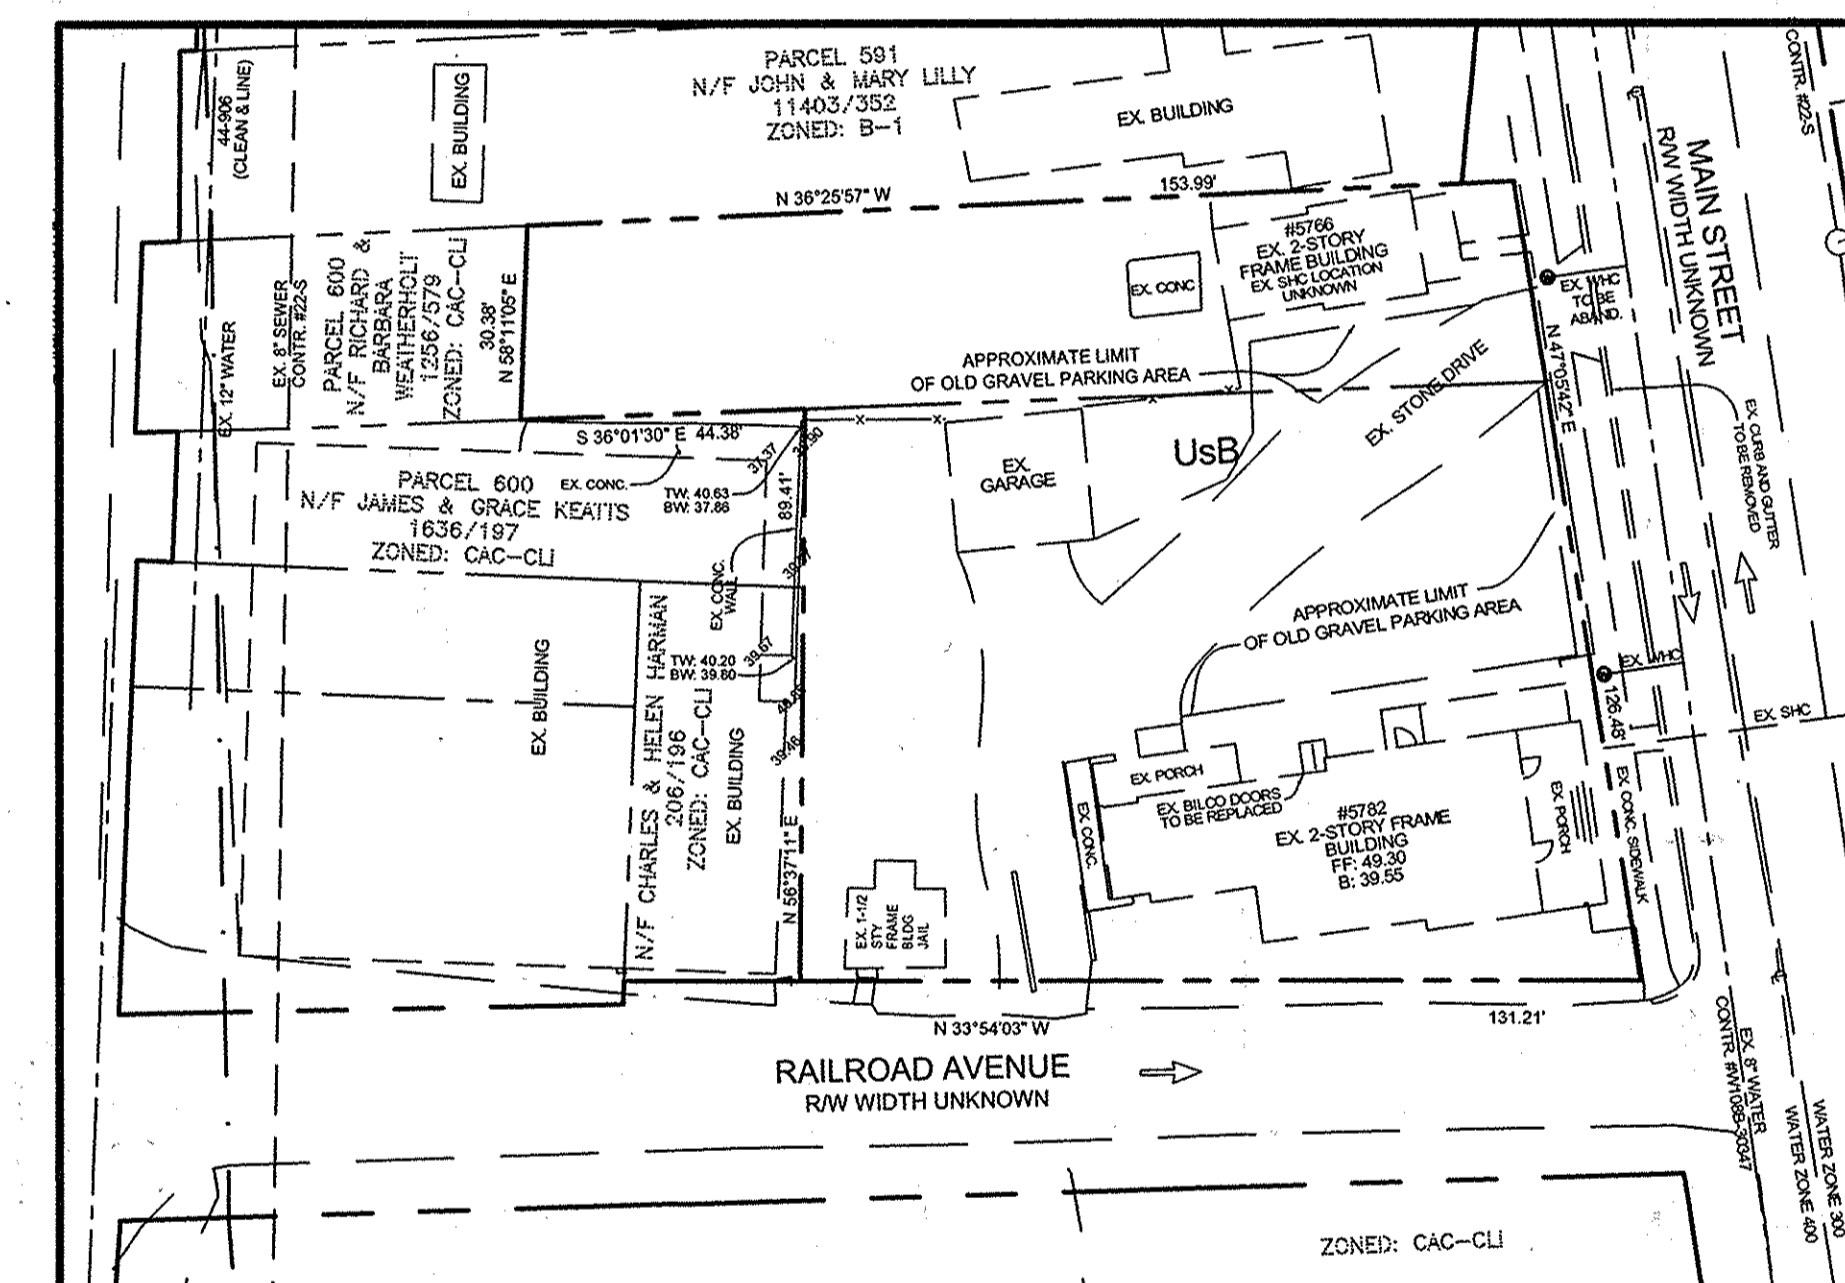 PARCEL 591
N/F JOHN & MARY LILLY
11403/352
ZONED: B-1
44-906
(CLEAN & LINE)
EX. BUILDING
EX. BUILDING
CONTR. #22-S
MAIN STREET
R/W WIDTH UNKNOWN
N 36°25'57" W
153.99'
#5766
EX. 2-STORY
FRAME BUILDING
EX. SHC LOCATION
UNKNOWN
EX. CONC
EX. WHC
TO BE
ABAND.
N 47°05'42" E
EX. 12" WATER
EX. 8" SEWER
CONTR. #22-S
PARCEL 600
N/F RICHARD &
BARBARA
WEATHERHOLT
1256/579
ZONED: CAC-CLI
30.38'
N 58°11'05" E
APPROXIMATE LIMIT
OF OLD GRAVEL PARKING AREA
EX. STONE DRIVE
EX. CURB AND GUTTER
TO BE REMOVED
S 36°01'30" E 44.38'
UsB
EX.
GARAGE
PARCEL 600
N/F JAMES & GRACE KEATTS
1636/197
ZONED: CAC-CLI
EX. CONC.
TW: 40.63
BW: 37.86
37.37
89.41'
EX. CONC.
WALL
APPROXIMATE LIMIT
OF OLD GRAVEL PARKING AREA
EX. WHC
EX. BUILDING
N/F CHARLES & HELEN HARMAN
206/196
ZONED: CAC-CLI
EX. BUILDING
TW: 40.20
BW: 39.80
39.67
39.46
N 56°37'11" E
126.48'
EX. SHC
EX. PORCH
EX. BILCO DOORS
TO BE REPLACED
EX. CONC.
#5782
EX. 2-STORY FRAME
BUILDING
FF: 49.30
B: 39.55
EX. PORCH
EX. CONC. SIDEWALK
EX. 1-1/2
STY
FRAME
BLDG
JAIL
N 33°54'03" W
131.21'
RAILROAD AVENUE
R/W WIDTH UNKNOWN
EX. 8" WATER
WATER ZONE 300
WATER ZONE 400
ZONED: CAC-CLI